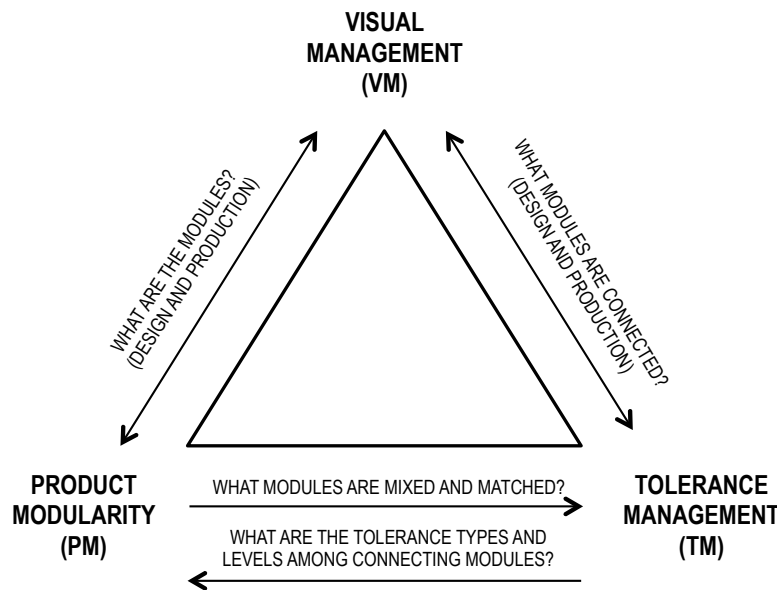 VISUAL
MANAGEMENT
(VM)
WHAT ARE THE MODULES?
(DESIGN AND PRODUCTION)
WHAT MODULES ARE CONNECTED?
(DESIGN AND PRODUCTION)
PRODUCT
MODULARITY
(PM)
WHAT MODULES ARE MIXED AND MATCHED?
WHAT ARE THE TOLERANCE TYPES AND
LEVELS AMONG CONNECTING MODULES?
TOLERANCE
MANAGEMENT
(TM)